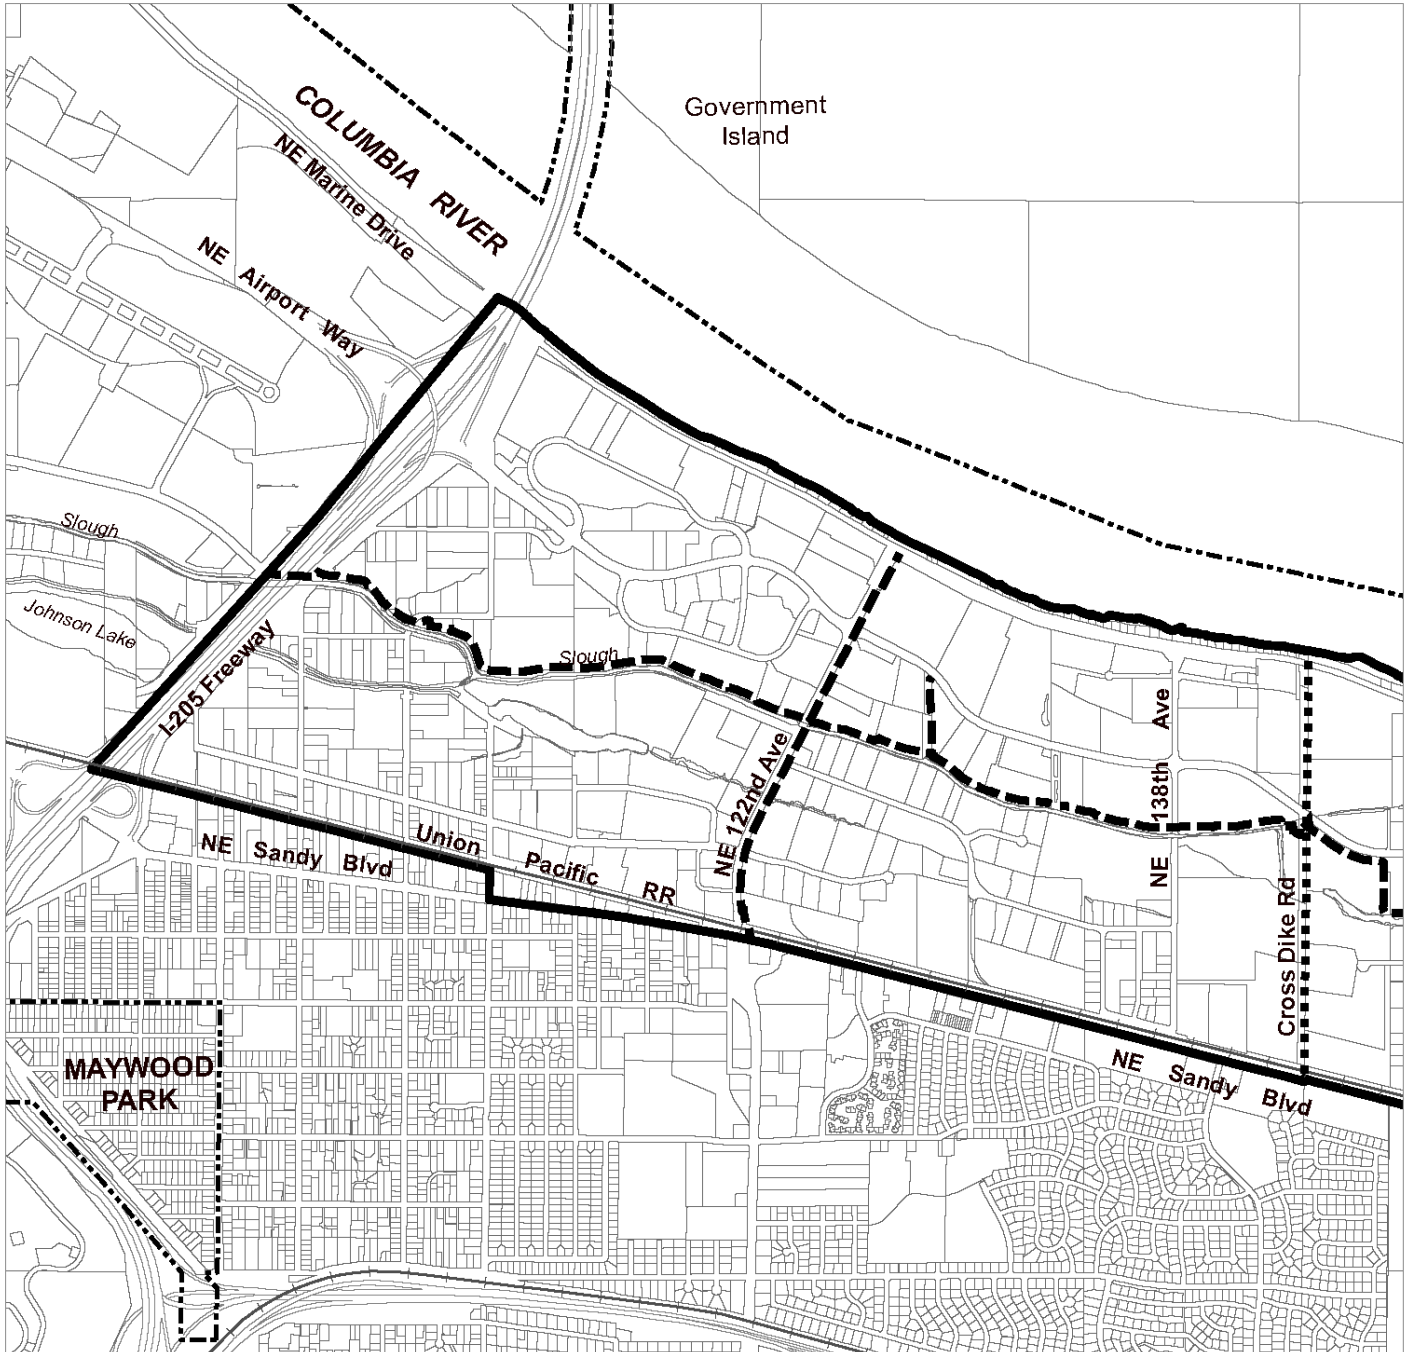 Government
Island
COLUMBIA RIVER
NE Marine Drive
NE Airport Way
Slough
Johnson Lake
I-205 Freeway
Slough
NE 122nd Ave
NE 138th Ave
Cross Dike Rd
NE Sandy Blvd
Union Pacific RR
NE Sandy Blvd
MAYWOOD
PARK